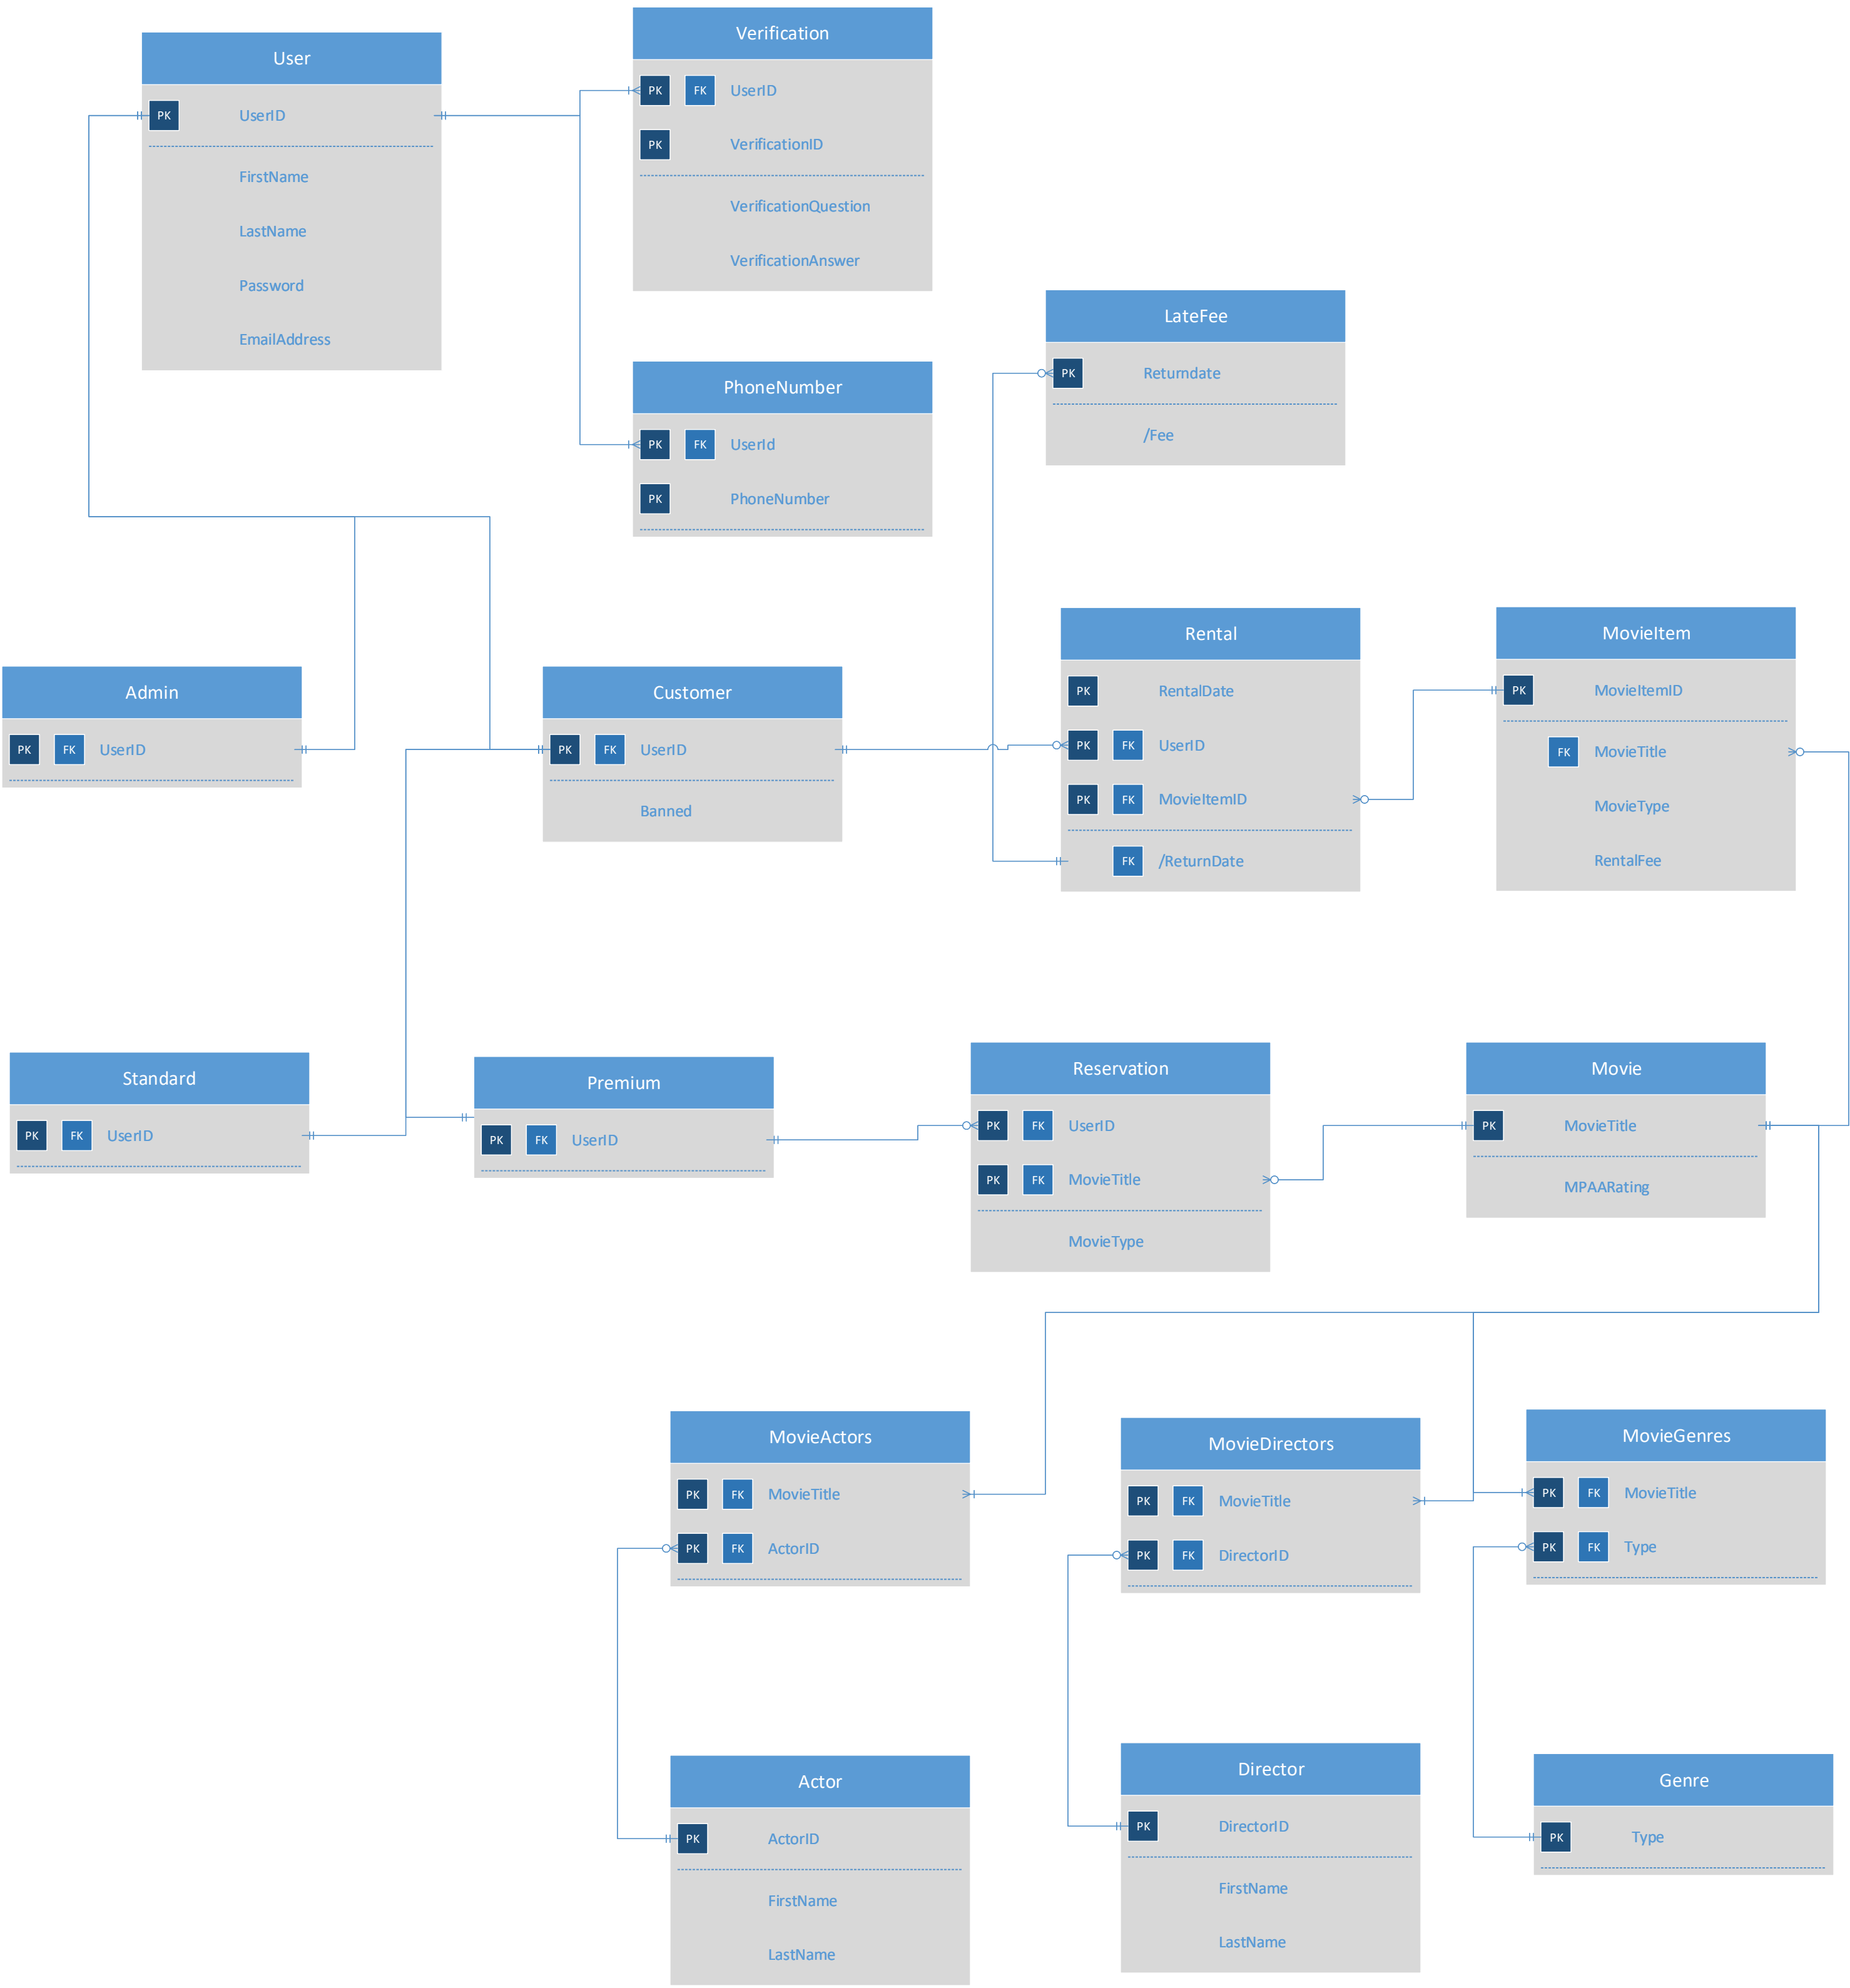 User
PK UserID
FirstName
LastName
Password
EmailAddress
Verification
PK FK UserID
PK VerificationID
VerificationQuestion
VerificationAnswer
PhoneNumber
PK FK UserId
PK PhoneNumber
LateFee
PK Returndate
/Fee
Admin
PK FK UserID
Customer
PK FK UserID
Banned
Rental
PK RentalDate
PK FK UserID
PK FK MovieItemID
FK /ReturnDate
MovieItem
PK MovieItemID
FK MovieTitle
MovieType
RentalFee
Standard
PK FK UserID
Premium
PK FK UserID
Reservation
PK FK UserID
PK FK MovieTitle
MovieType
Movie
PK MovieTitle
MPAARating
MovieActors
PK FK MovieTitle
PK FK ActorID
MovieDirectors
PK FK MovieTitle
PK FK DirectorID
MovieGenres
PK FK MovieTitle
PK FK Type
Actor
PK ActorID
FirstName
LastName
Director
PK DirectorID
FirstName
LastName
Genre
PK Type